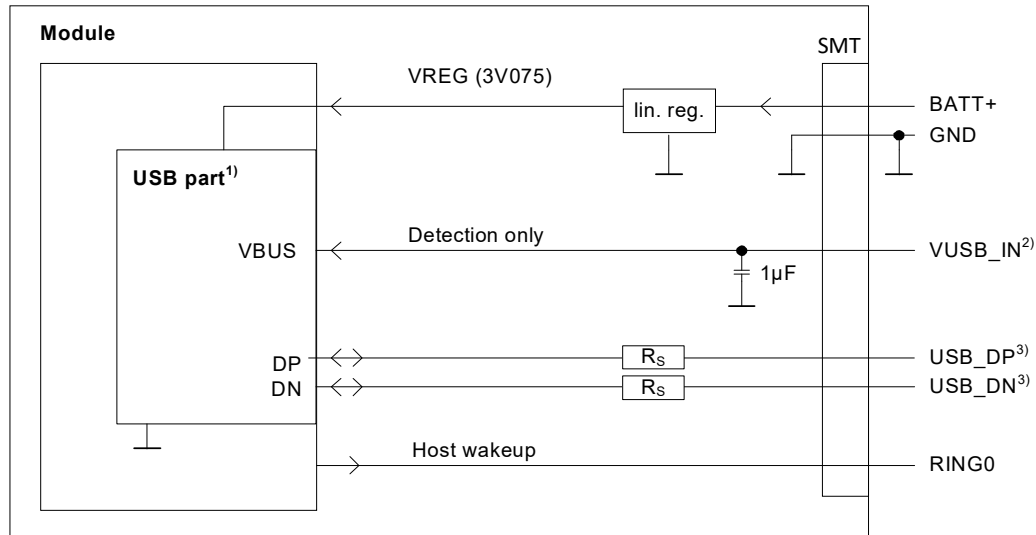 Module
SMT
VREG (3V075)
lin. reg.
BATT+
GND
USB part1)
VBUS
Detection only
VUSB_IN2)
1µF
DP
RS
USB_DP3)
DN
RS
USB_DN3)
Host wakeup
RING0